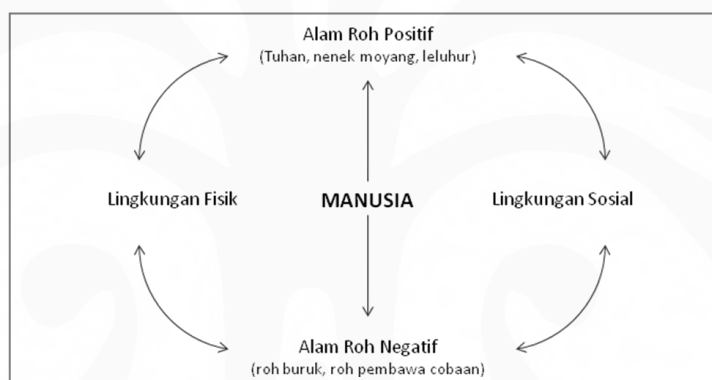 Alam Roh Positif
(Tuhan, nenek moyang, leluhur)
Lingkungan Fisik
MANUSIA
Lingkungan Sosial
Alam Roh Negatif
(roh buruk, roh pembawa cobaan)